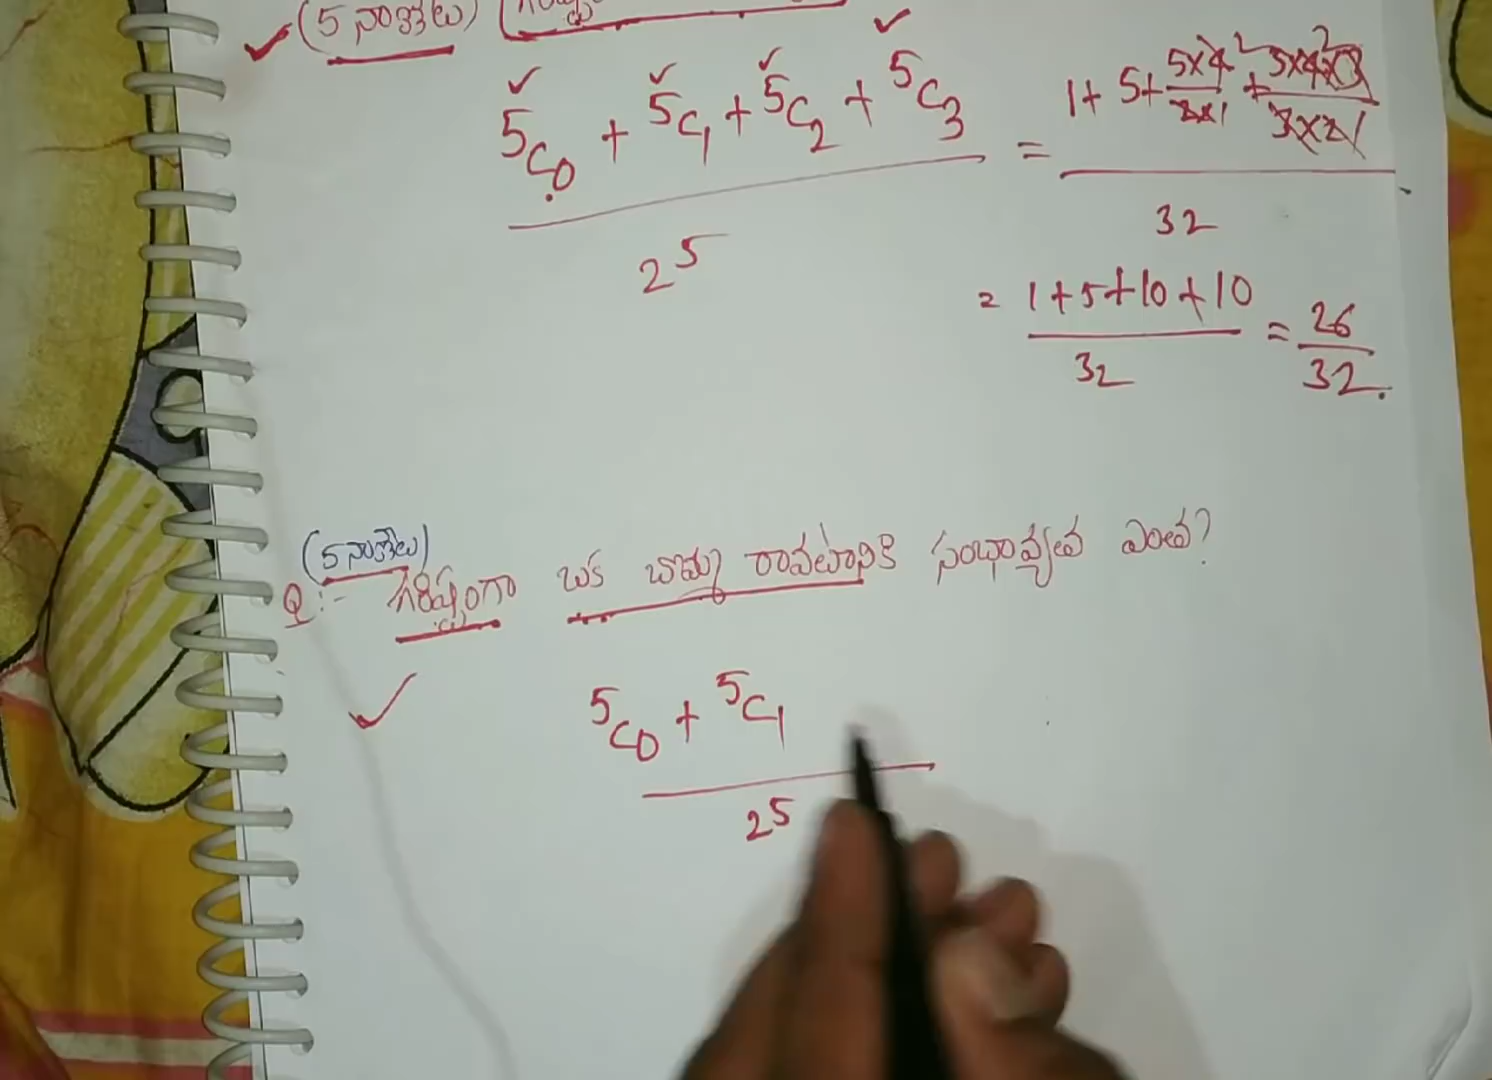 (5 నాణేలు)
⁵C₀ + ⁵C₁ + ⁵C₂ + ⁵C₃ / 2⁵ = 1 + 5 + 5×4/2×1 + 5×4×3/3×2×1 / 32
= 1+5+10+10 / 32 = 26/32.
(5 నాణేలు)
Q:- గరిష్ఠంగా ఒక బొమ్మ రావటానికి సంభావ్యత ఎంత?
⁵C₀ + ⁵C₁ / 2⁵